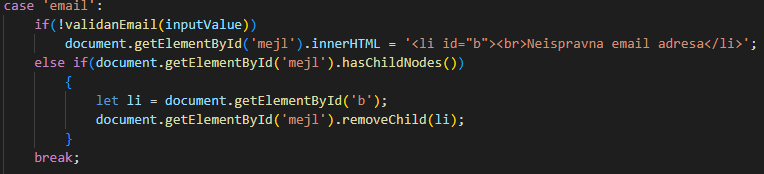 case 'email':
if(!validanEmail(inputValue))
document.getElementById('mejl').innerHTML = '<li id="b"><br>Neispravna email adresa</li>';
else if(document.getElementById('mejl').hasChildNodes())
{
let li = document.getElementById('b');
document.getElementById('mejl').removeChild(li);
}
break;